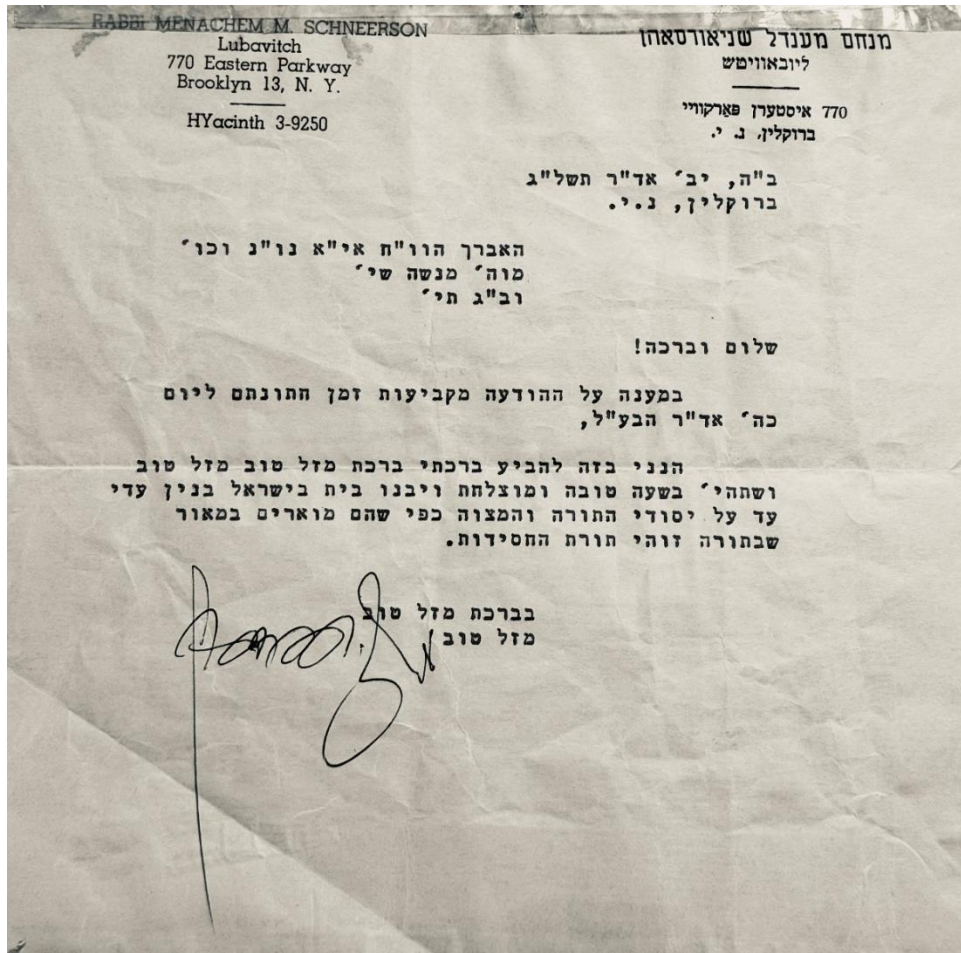 RABBI MENACHEM M. SCHNEERSON
Lubavitch
770 Eastern Parkway
Brooklyn 13, N. Y.
HYacinth 3-9250
מנחם מענדל שניאורסאהן
ליובאוויטש
770 איסטערן פּאַרקוויי
ברוקלין, נ. י.
ב"ה, יב' אד"ר תשל"ג
ברוקלין, נ.י.
האברך הוו"ח אי"א נו"נ וכו'
מוה' מנשה שי'
וב"ג תי'
שלום וברכה!
במענה על ההודעה מקביעות זמן חתונתם ליום
כה' אד"ר הבע"ל,
הנני בזה להביע ברכתי ברכת מזל טוב מזל טוב
ושתהי' בשעה טובה ומוצלחת ויבנו בית בישראל בנין עדי
עד על יסודי התורה והמצוה כפי שהם מוארים במאור
שבתורה זוהי תורת החסידות.
בברכת מזל טוב
מזל טוב